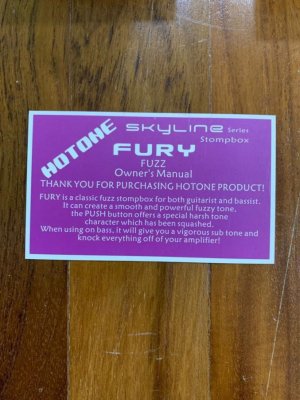 HOTONE SKYLINE Series
Stompbox
FURY
FUZZ
Owner's Manual
THANK YOU FOR PURCHASING HOTONE PRODUCT!
FURY is a classic fuzz stompbox for both guitarist and bassist.
It can create a smooth and powerful fuzzy tone,
the PUSH button offers a special harsh tone
character which has been squashed.
When using on bass, it will give you a vigorous sub tone and
knock everything off of your amplifier!